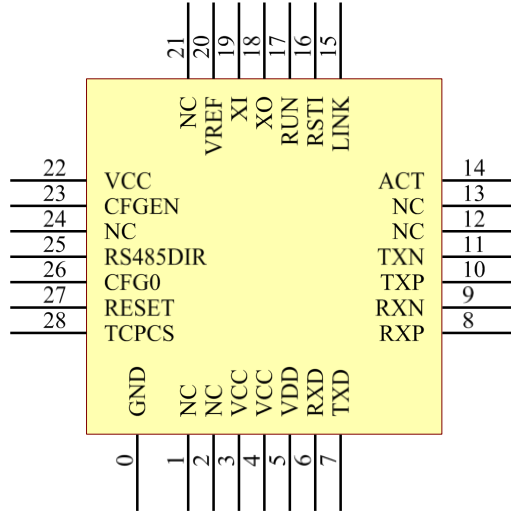 21 20 19 18 17 16 15
NC VREF XI XO RUN RSTI LINK
22 VCC
23 CFGEN
24 NC
25 RS485DIR
26 CFG0
27 RESET
28 TCPCS
ACT 14
NC 13
NC 12
TXN 11
TXP 10
RXN 9
RXP 8
GND NC NC VCC VCC VDD RXD TXD
0 1 2 3 4 5 6 7